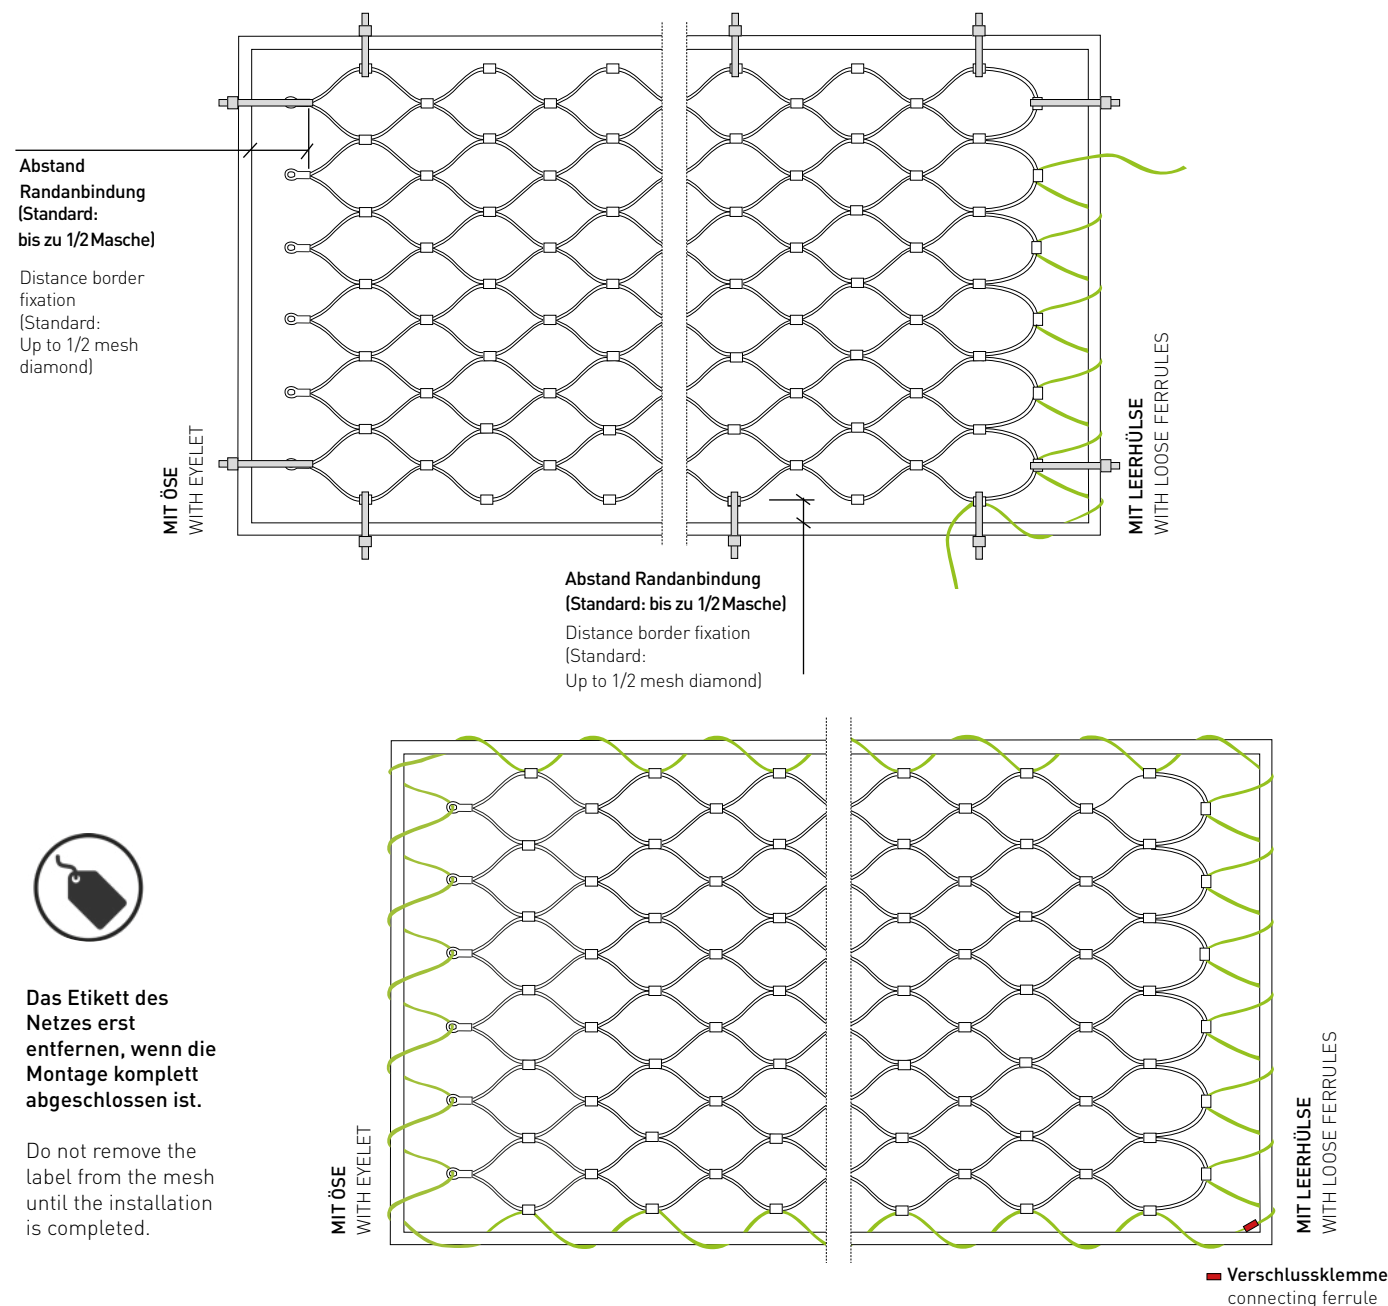 Abstand
Randanbindung
(Standard:
bis zu 1/2 Masche)
Distance border
fixation
(Standard:
Up to 1/2 mesh
diamond)
MIT ÖSE
WITH EYELET
MIT LEERHÜLSE
WITH LOOSE FERRULES
Abstand Randanbindung
(Standard: bis zu 1/2 Masche)
Distance border fixation
(Standard:
Up to 1/2 mesh diamond)
Das Etikett des
Netzes erst
entfernen, wenn die
Montage komplett
abgeschlossen ist.
Do not remove the
label from the mesh
until the installation
is completed.
MIT ÖSE
WITH EYELET
MIT LEERHÜLSE
WITH LOOSE FERRULES
Verschlussklemme
connecting ferrule